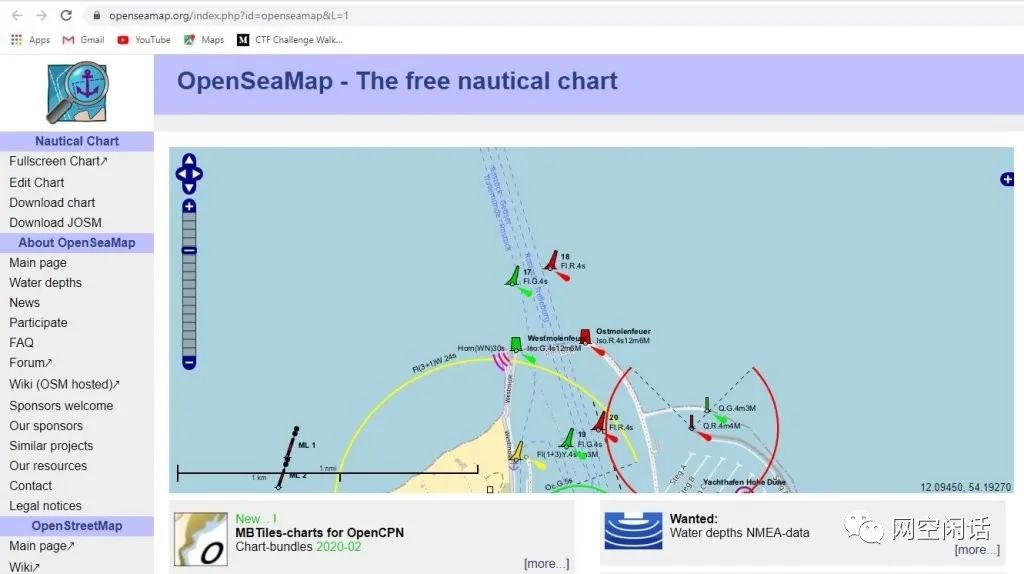 openseamap.org/index.php?id=openseamap&L=1
Apps Gmail YouTube Maps M CTF Challenge Walk...
OpenSeaMap - The free nautical chart
Nautical Chart
Fullscreen Chart↗
Edit Chart
Download chart
Download JOSM
About OpenSeaMap
Main page
Water depths
News
Participate
FAQ
Forum↗
Wiki (OSM hosted)↗
Sponsors welcome
Our sponsors
Similar projects
Our resources
Contact
Legal notices
OpenStreetMap
Main page↗
Wiki↗
18
Fl.R.4s
17
Fl.G.4s
Westmolenfeuer
Iso.G.4s12m6M
Ostmolenfeuer
Iso.R.4s12m6M
Horn(WN)30s
Fl(3+1)W.24s
Q.G.4m3M
Q.R.4m4M
20
Fl.R.4s
19
Fl.G.4s
Fl(1+3)Y.4s
3M
Oc.G.5s
Westmole
Steg A
Yachthafen Hohe Düne
ML 1
ML 2
1 nmi
1 km
12.09450, 54.19270
New... !
MBTiles-charts for OpenCPN
Chart-bundles 2020-02
[more...]
Wanted:
Water depths NMEA-data
[more...]
网空闲话